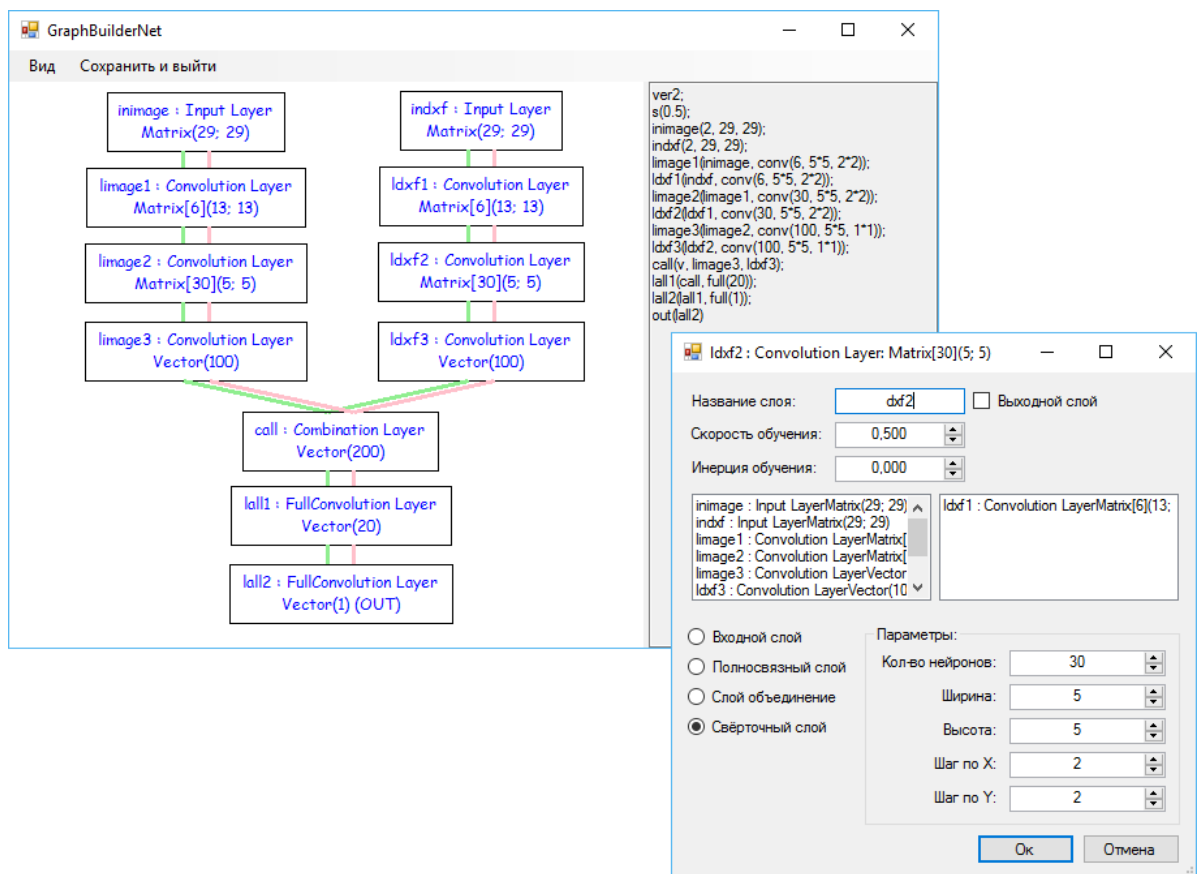 GraphBuilderNet
Вид Сохранить и выйти
inimage : Input Layer
Matrix(29; 29)
indxf : Input Layer
Matrix(29; 29)
limage1 : Convolution Layer
Matrix[6](13; 13)
ldxf1 : Convolution Layer
Matrix[6](13; 13)
limage2 : Convolution Layer
Matrix[30](5; 5)
ldxf2 : Convolution Layer
Matrix[30](5; 5)
limage3 : Convolution Layer
Vector(100)
ldxf3 : Convolution Layer
Vector(100)
call : Combination Layer
Vector(200)
lall1 : FullConvolution Layer
Vector(20)
lall2 : FullConvolution Layer
Vector(1) (OUT)
ver2;
s(0.5);
inimage(2, 29, 29);
indxf(2, 29, 29);
limage1(inimage, conv(6, 5*5, 2*2));
ldxf1(indxf, conv(6, 5*5, 2*2));
limage2(limage1, conv(30, 5*5, 2*2));
ldxf2(ldxf1, conv(30, 5*5, 2*2));
limage3(limage2, conv(100, 5*5, 1*1));
ldxf3(ldxf2, conv(100, 5*5, 1*1));
call(v, limage3, ldxf3);
lall1(call, full(20));
lall2(lall1, full(1));
out(lall2)
ldxf2 : Convolution Layer: Matrix[30](5; 5)
Название слоя: dxf2 Выходной слой
Скорость обучения: 0,500
Инерция обучения: 0,000
inimage : Input LayerMatrix(29; 29)
indxf : Input LayerMatrix(29; 29)
limage1 : Convolution LayerMatrix[
limage2 : Convolution LayerMatrix[
limage3 : Convolution LayerVector
ldxf3 : Convolution LayerVector(10
ldxf1 : Convolution LayerMatrix[6](13;
Входной слой
Полносвязный слой
Слой объединение
Свёрточный слой
Параметры:
Кол-во нейронов: 30
Ширина: 5
Высота: 5
Шаг по X: 2
Шаг по Y: 2
Ок Отмена